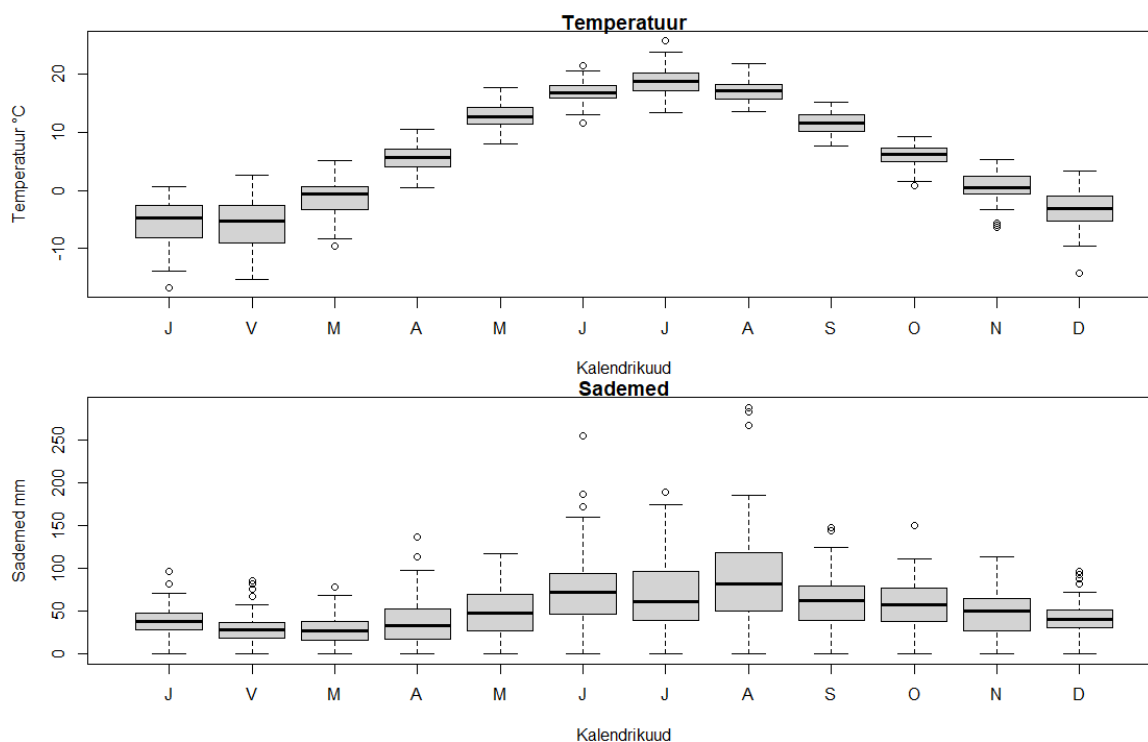 Temperatuur
Temperatuur °C
20
10
0
-10
J V M A M J J A S O N D
Kalendrikuud
Sademed
Sademed mm
250
200
150
100
50
0
J V M A M J J A S O N D
Kalendrikuud